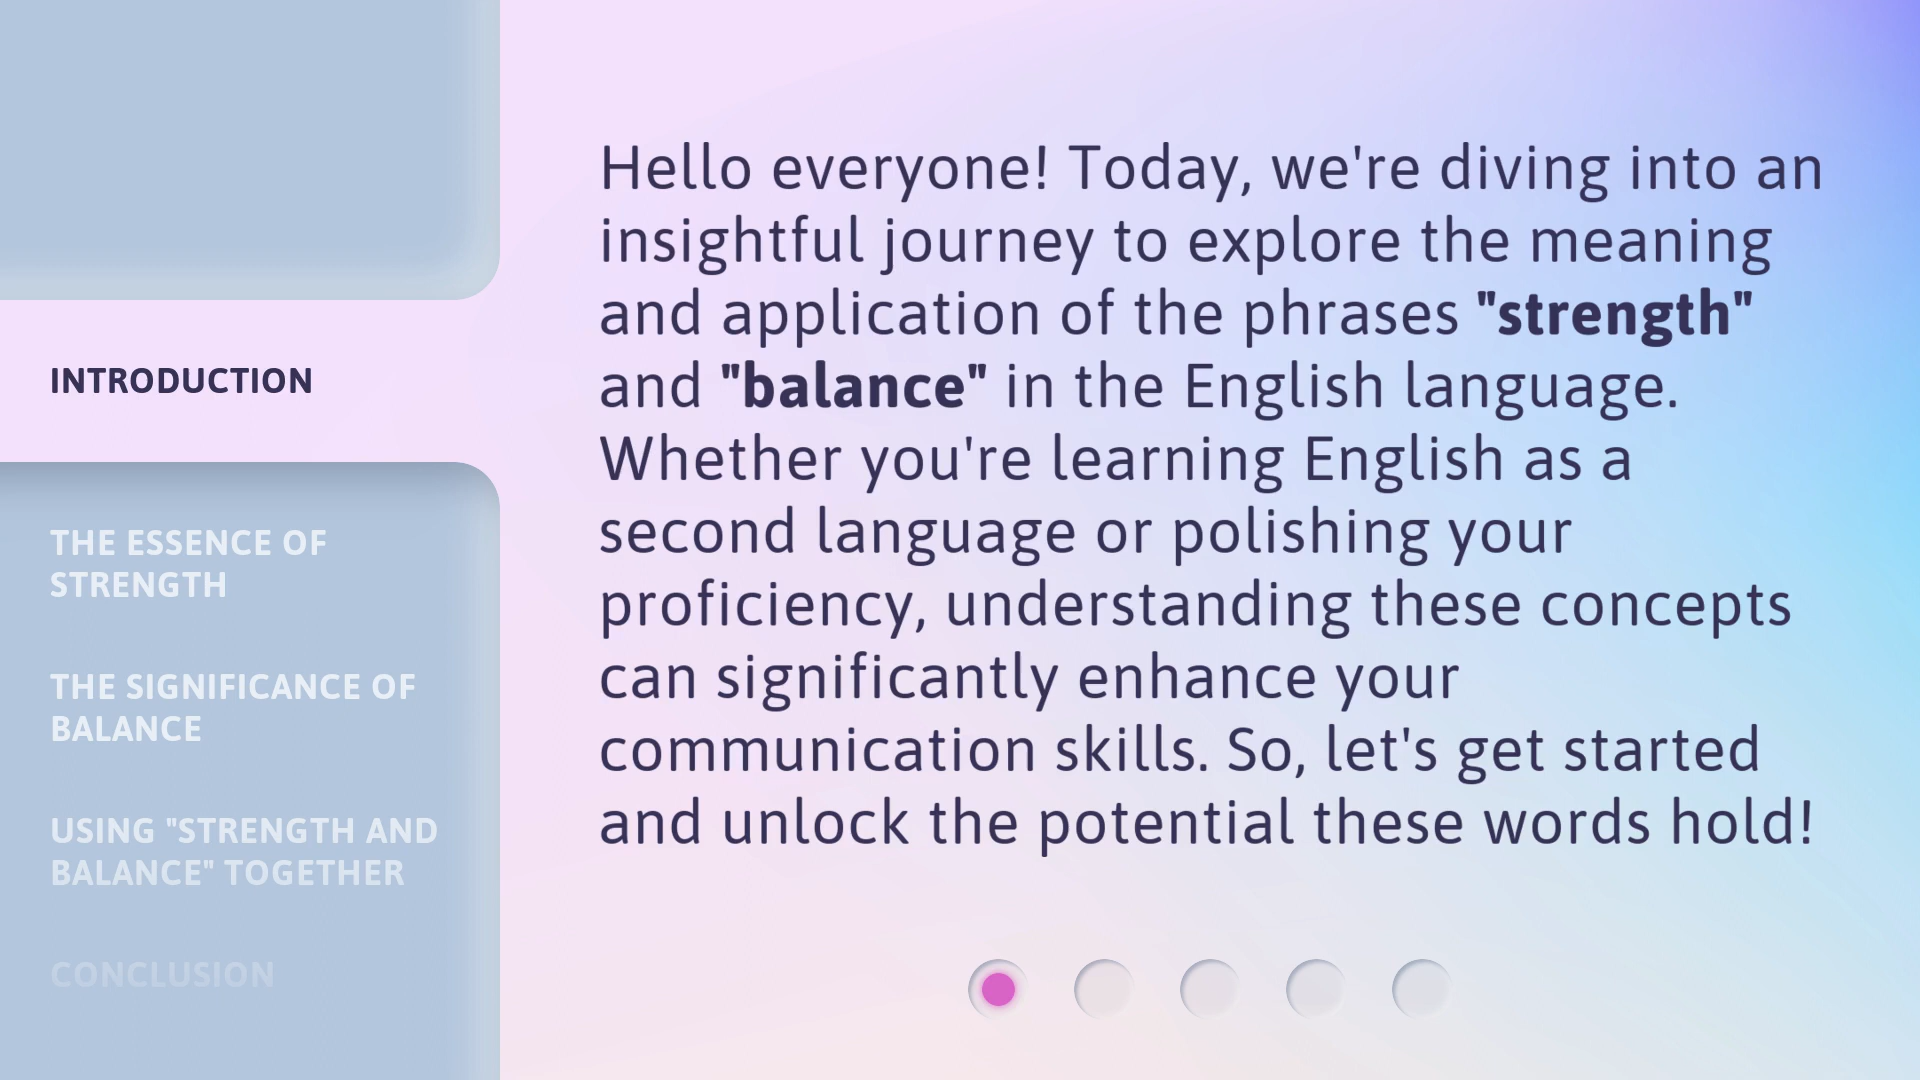 INTRODUCTION
THE ESSENCE OF
STRENGTH
THE SIGNIFICANCE OF
BALANCE
USING "STRENGTH AND
BALANCE" TOGETHER
CONCLUSION
Hello everyone! Today, we're diving into an
insightful journey to explore the meaning
and application of the phrases "strength"
and "balance" in the English language.
Whether you're learning English as a
second language or polishing your
proficiency, understanding these concepts
can significantly enhance your
communication skills. So, let's get started
and unlock the potential these words hold!